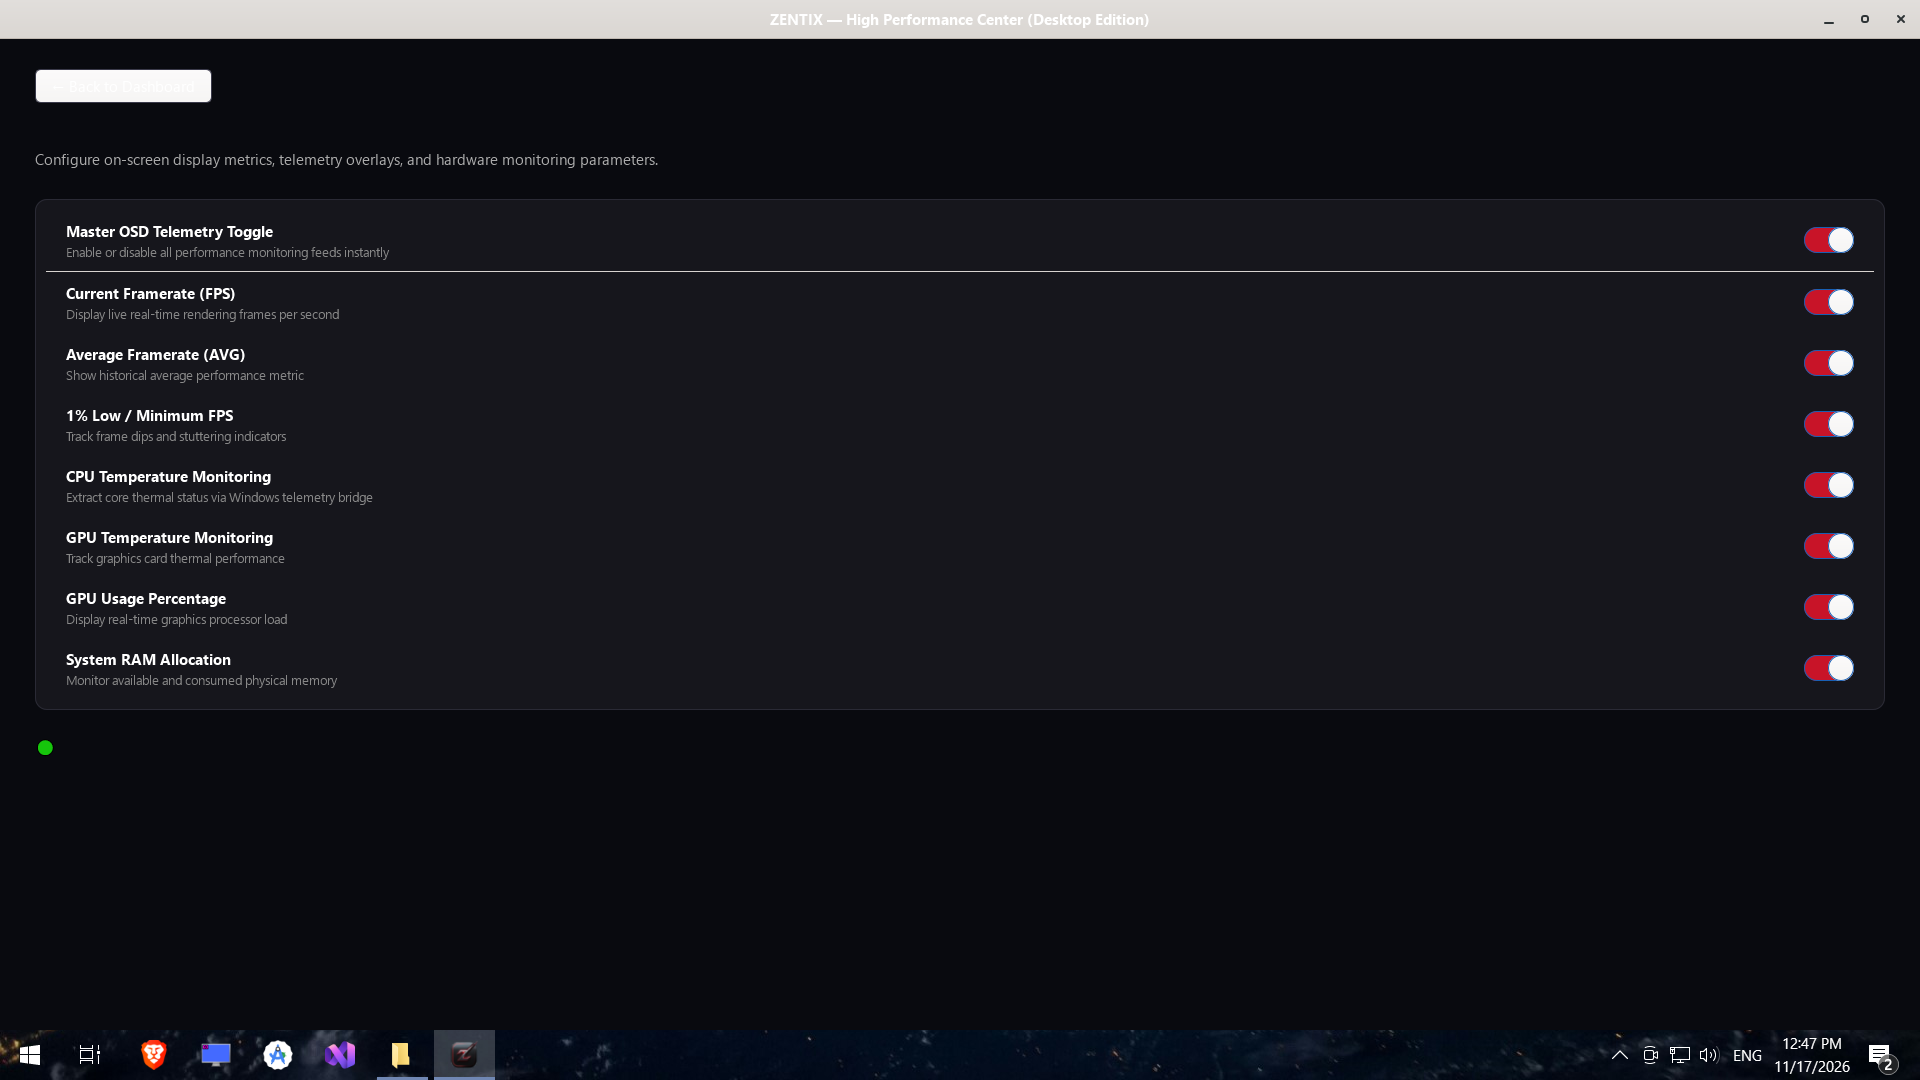 ZENTIX — High Performance Center (Desktop Edition)
← Back to Dashboard
Configure on-screen display metrics, telemetry overlays, and hardware monitoring parameters.
Master OSD Telemetry Toggle
Enable or disable all performance monitoring feeds instantly
Current Framerate (FPS)
Display live real-time rendering frames per second
Average Framerate (AVG)
Show historical average performance metric
1% Low / Minimum FPS
Track frame dips and stuttering indicators
CPU Temperature Monitoring
Extract core thermal status via Windows telemetry bridge
GPU Temperature Monitoring
Track graphics card thermal performance
GPU Usage Percentage
Display real-time graphics processor load
System RAM Allocation
Monitor available and consumed physical memory
ENG
12:47 PM
11/17/2026
2